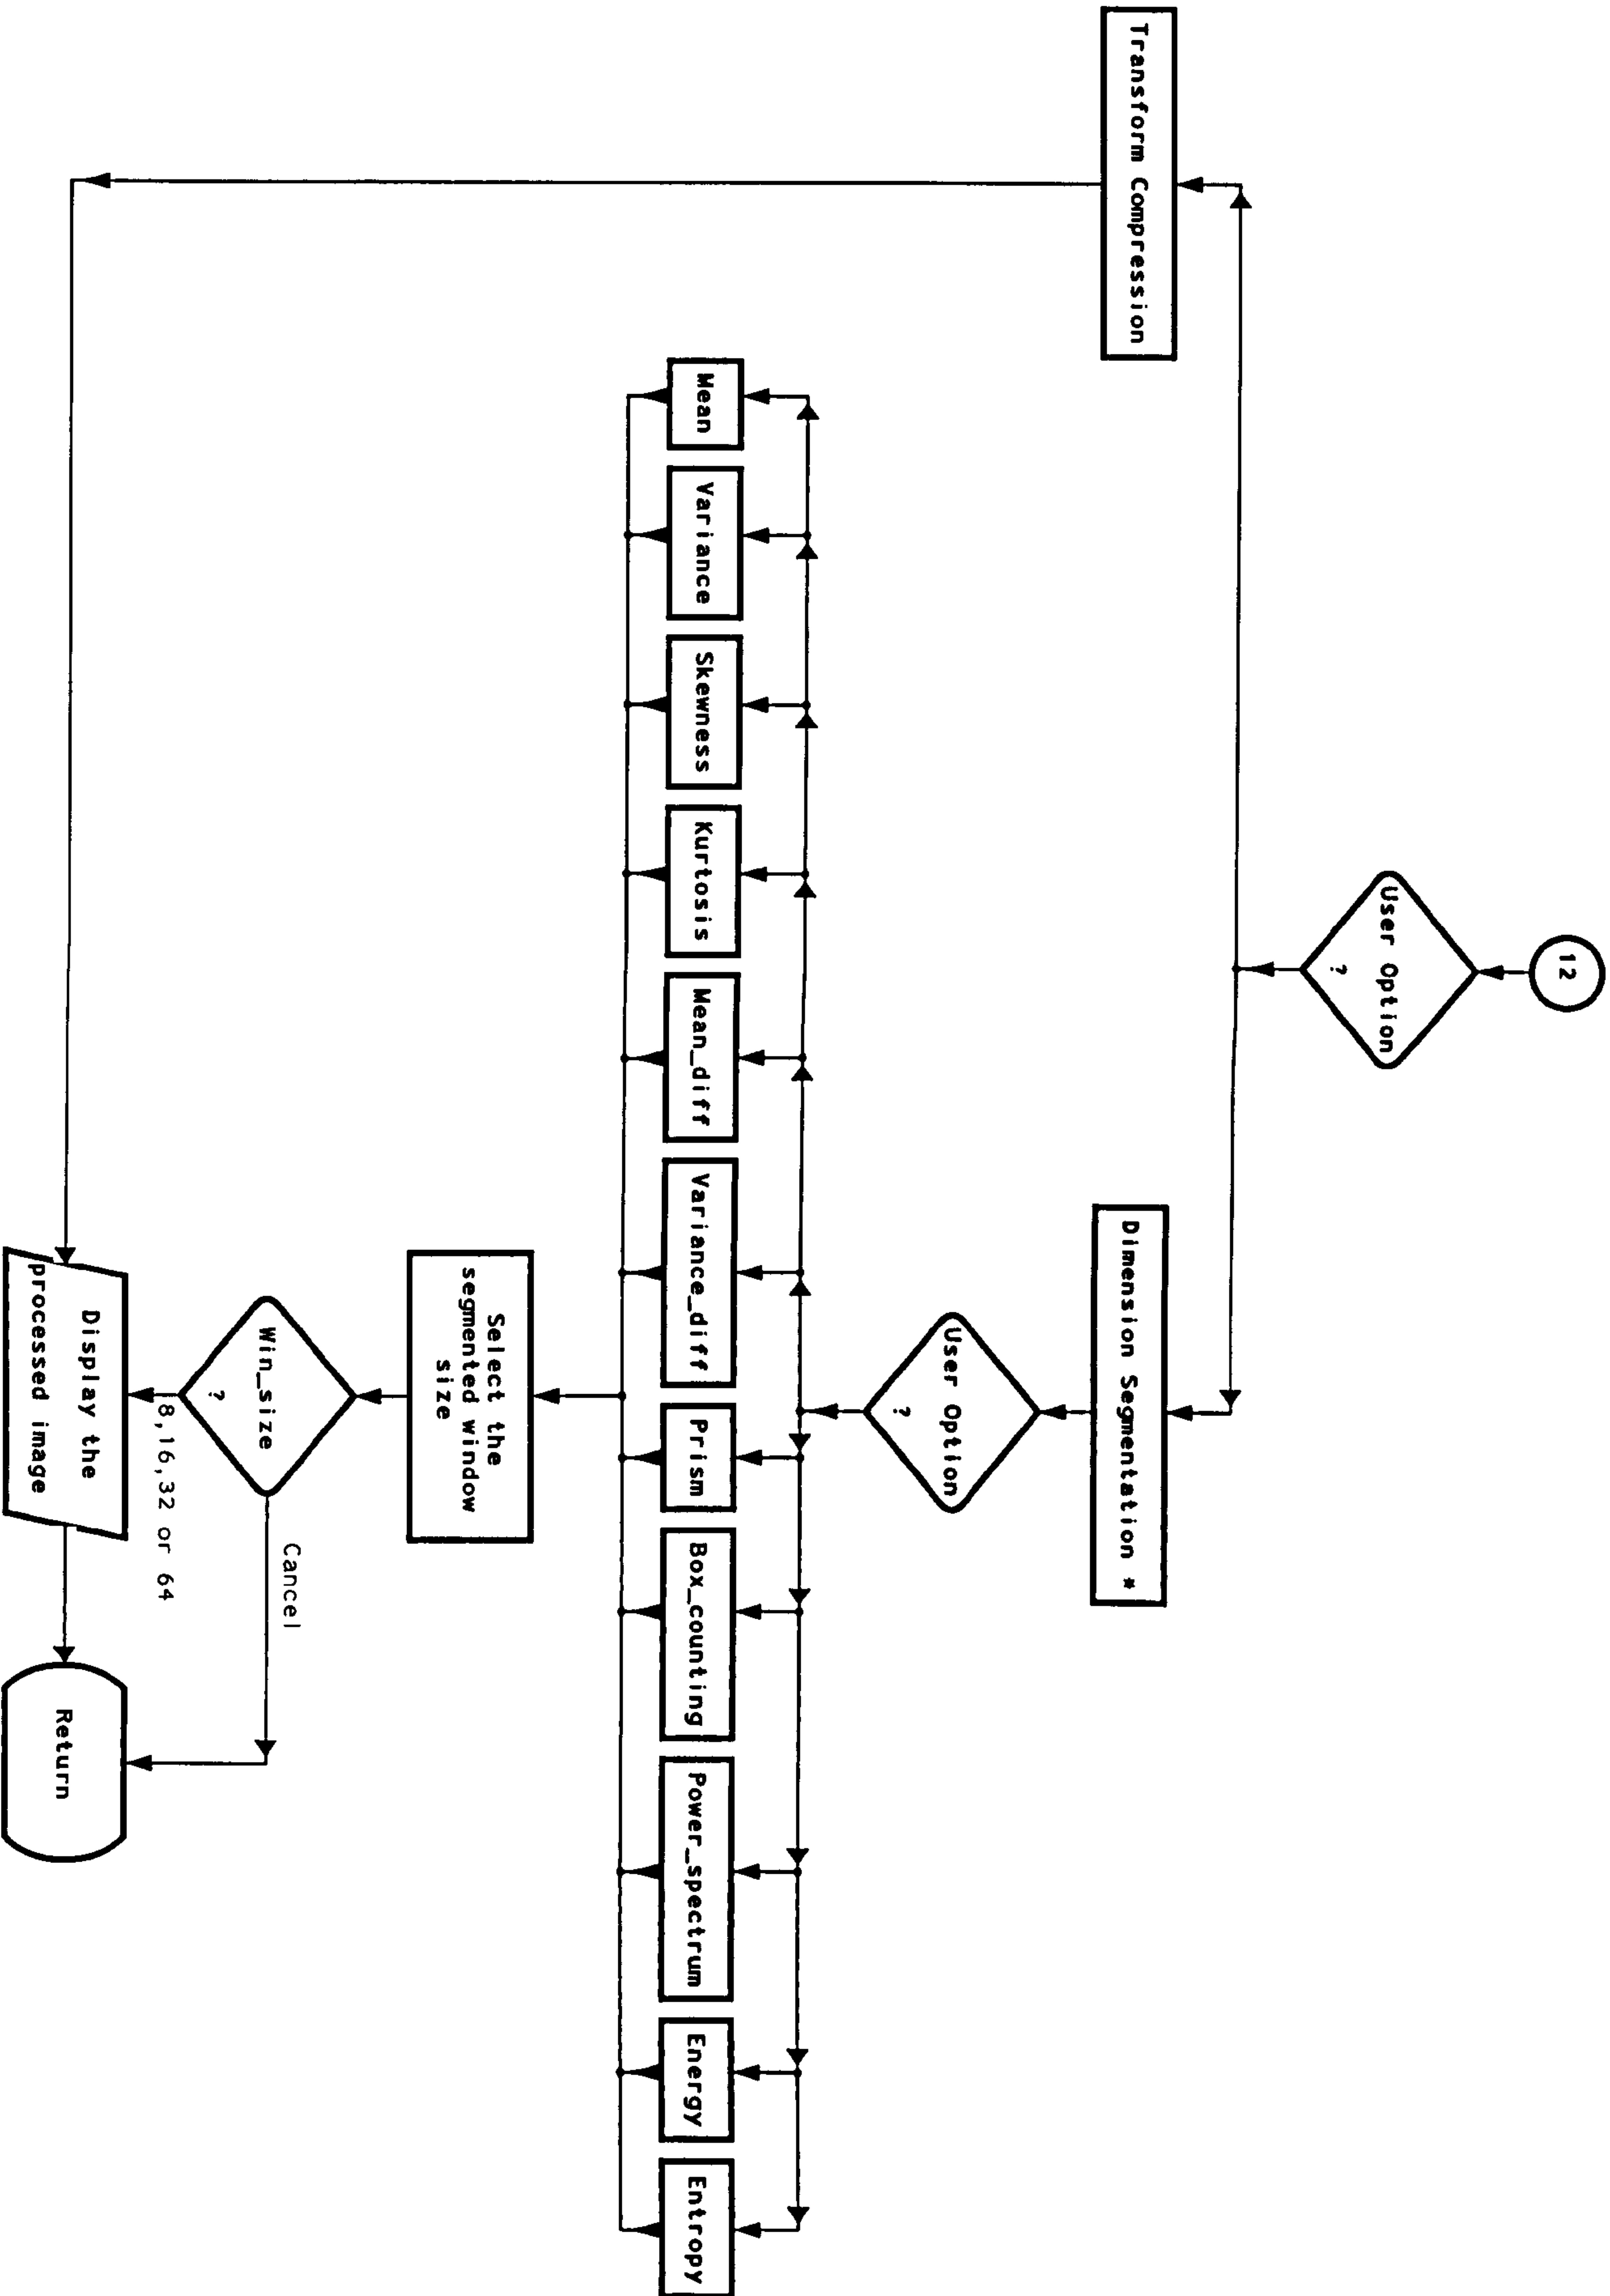 12
User Option
?
Transform Compression
Dimension Segmentation *
User Option
?
Mean
Variance
Skewness
Kurtosis
Mean_diff
Variance_diff
Prism
Box_counting
Power_spectrum
Energy
Entropy
Select the
segmented window
size
Win_size
?
Cancel
8,16,32 or 64
Display the
processed image
Return